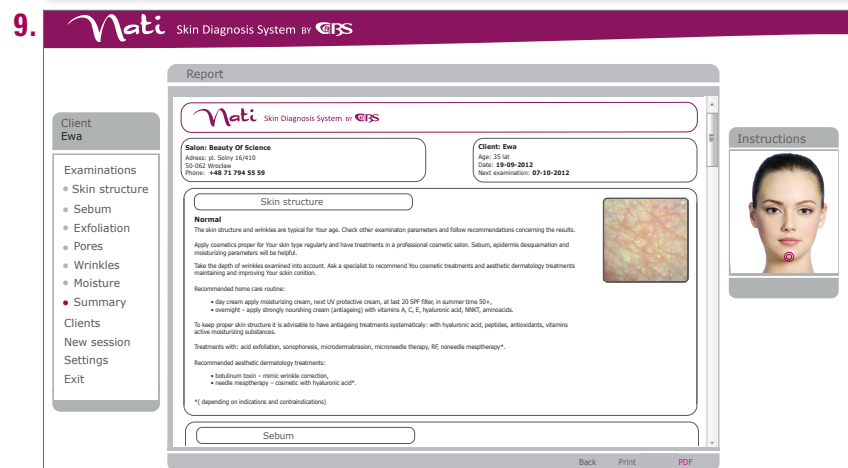 9.
Nati Skin Diagnosis System BY CBS
Report
Client
Ewa
Examinations
Skin structure
Sebum
Exfoliation
Pores
Wrinkles
Moisture
Summary
Clients
New session
Settings
Exit
Nati Skin Diagnosis System BY CBS
Salon: Beauty Of Science
Adress: pl. Solny 16/410
50-062 Wrocław
Phone: +48 71 794 55 59
Client: Ewa
Age: 35 lat
Date: 19-09-2012
Next examination: 07-10-2012
Skin structure
Normal
The skin structure and wrinkles are typical for Your age. Check other examinaton parameters and follow recommendations concerning the results.
Apply cosmetics proper for Your skin type regularly and have treatments in a professional cosmetic salon. Sebum, epidermis desquamation and
moisturizing parameters will be helpful.
Take the depth of wrinkles examined into account. Ask a specialist to recommend You cosmetic treatments and aesthetic dermatology treatments
maintaining and improving Your sckin conition.
Recommended home care routine:
• day cream apply moisturizing cream, next UV protective cream, at last 20 SPF filter, in summer time 50+,
• overnight – apply strongly nourshing cream (antiageing) with vitamins A, C, E, hyaluronic acid, NNKT, aminoacids.
To keep proper skin structure it is advisable to have antiageing treatments systematicaly: with hyaluronic acid, peptides, antioxidants, vitamins
active moisturizing substances.
Treatments with: acid exfoliation, sonophoresis, microdermabrasion, microneedle therapy, RF, noneedle mesptherapy*.
Recommended aesthetic dermatology treatments:
• botulinum toxin – mimic wrinkle correction,
• needle mesptherapy – cosmetic with hyaluronic acid*.
*( depending on indications and contraindications)
Sebum
Back Print PDF
Instructions